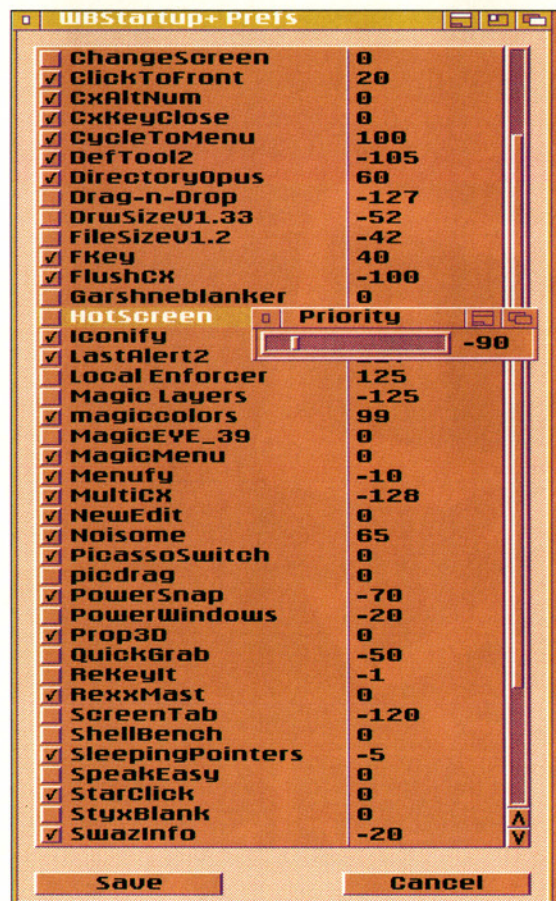 WBStartup+ Prefs
ChangeScreen 0
ClickToFront 20
CxAltNum 0
CxKeyClose 0
CycleToMenu 100
DefTool2 -105
DirectoryOpus 60
Drag-n-Drop -127
DrwSizeV1.33 -52
FileSizeV1.2 -42
FKey 40
FlushCX -100
Garshneblanker 0
HotScreen
Priority
-90
Iconify
LastAlert2
Local Enforcer 125
Magic Layers -125
magiccolors 99
MagicEYE_39 0
MagicMenu 0
Menufy -10
MultiCX -128
NewEdit 0
Noisome 65
PicassoSwitch 0
picdrag 0
PowerSnap -70
PowerWindows -20
Prop3D 0
QuickGrab -50
ReKeyIt -1
RexxMast 0
ScreenTab -120
ShellBench 0
SleepingPointers -5
SpeakEasy 0
StarClick 0
StyxBlank 0
SwazInfo -20
Save Cancel